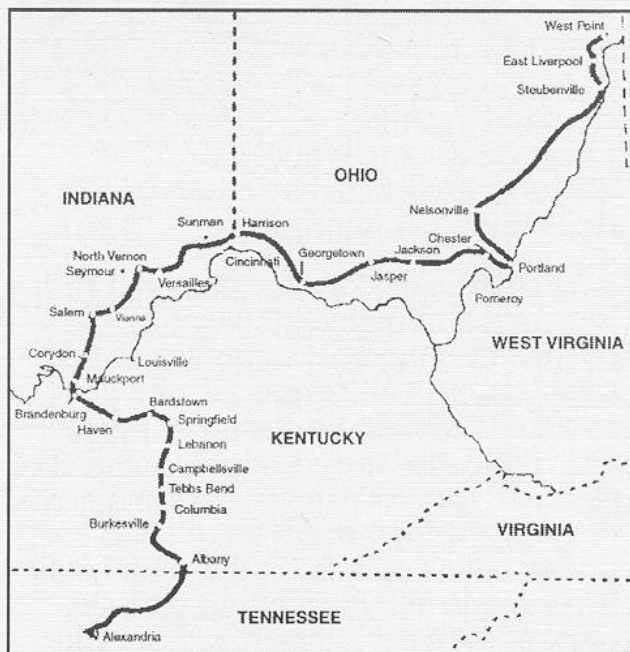 West Point
East Liverpool
Steubenville
OHIO
INDIANA
Nelsonville
Sunman
Harrison
Chester
North Vernon
Georgetown
Jackson
Seymour
Cincinnati
Portland
Versailles
Jasper
Pomeroy
Salem
Vienna
WEST VIRGINIA
Corydon
Louisville
Mauckport
Brandenburg
Bardstown
Haven
Springfield
KENTUCKY
Lebanon
Campbellsville
Tebbs Bend
Columbia
Burkesville
VIRGINIA
Albany
TENNESSEE
Alexandria